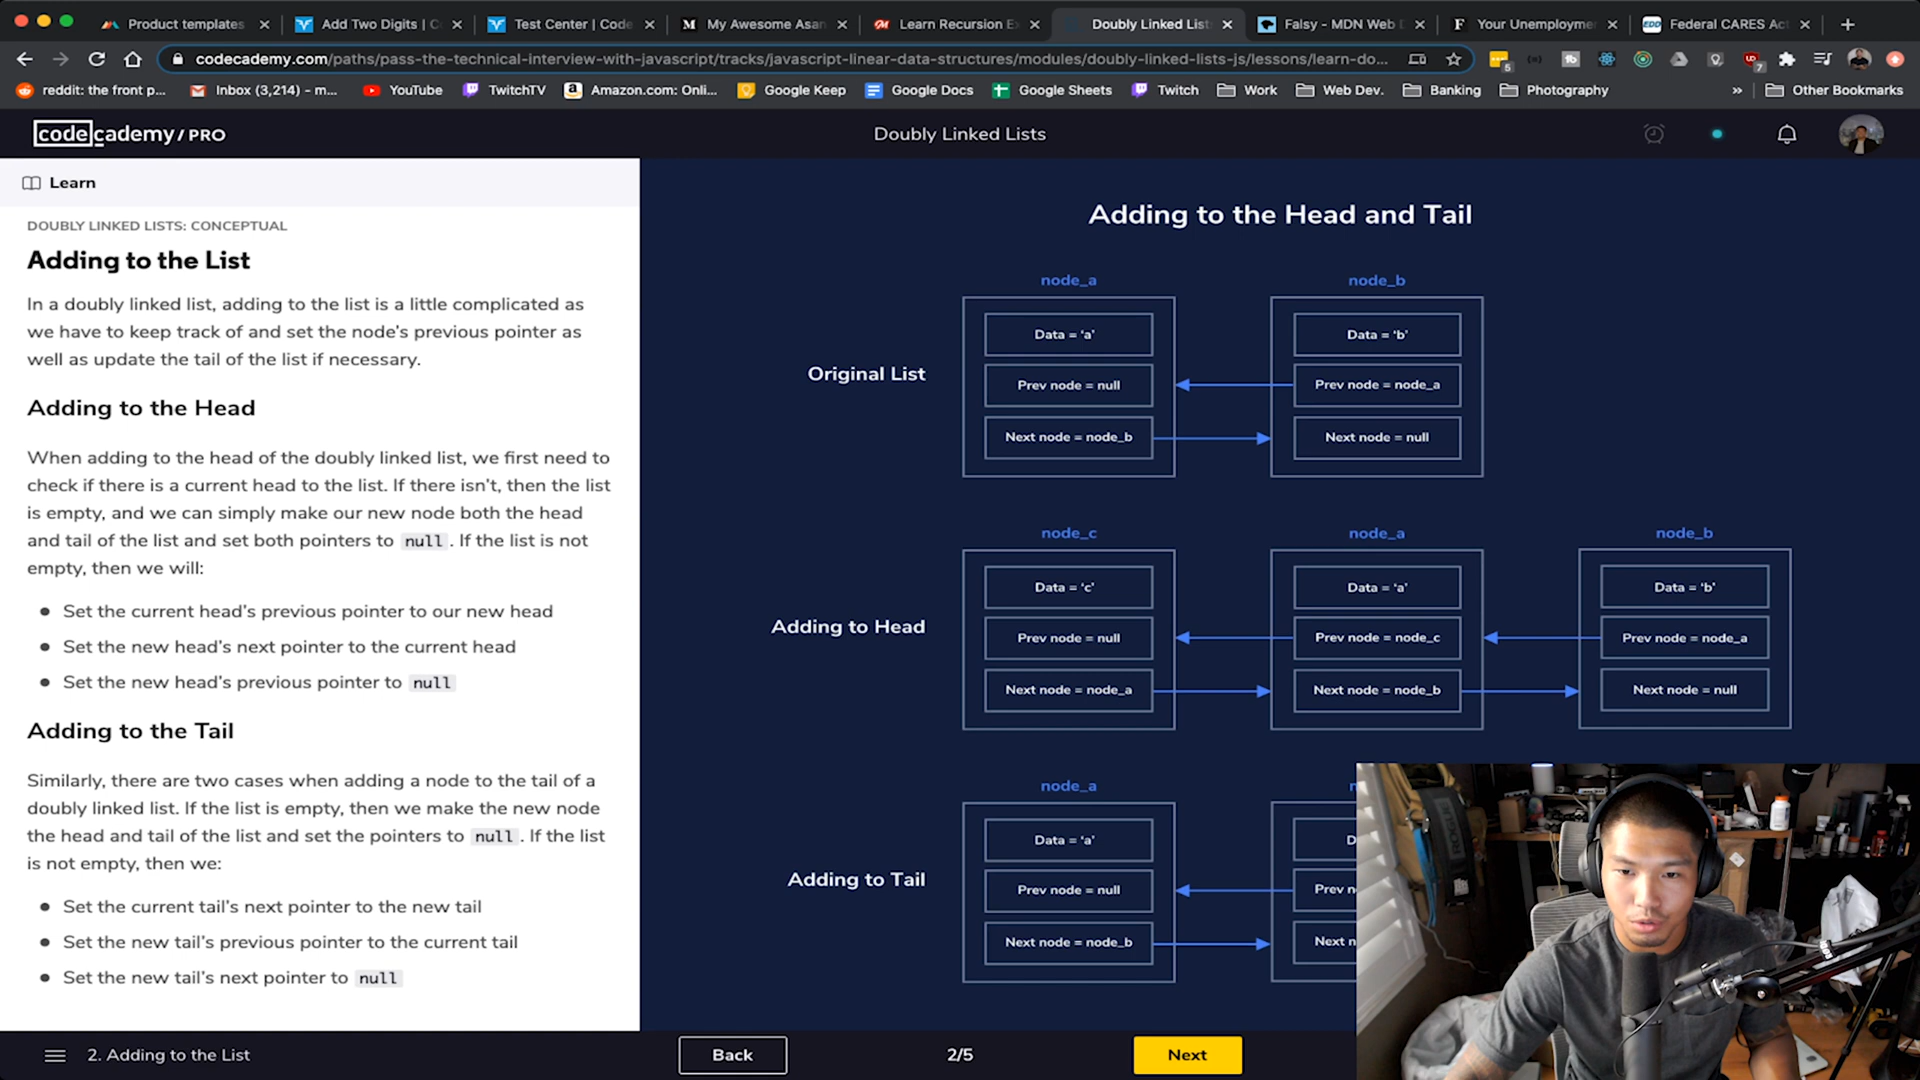 Product templates
Add Two Digits | C
Test Center | Code
My Awesome Asan
Learn Recursion E
Doubly Linked List
Falsy - MDN Web D
Your Unemployme
Federal CARES Act
codecademy.com/paths/pass-the-technical-interview-with-javascript/tracks/javascript-linear-data-structures/modules/doubly-linked-lists-js/lessons/learn-do...
reddit: the front p...
Inbox (3,214) - m...
YouTube
TwitchTV
Amazon.com: Onli...
Google Keep
Google Docs
Google Sheets
Twitch
Work
Web Dev.
Banking
Photography
»
Other Bookmarks
codecademy / PRO
Doubly Linked Lists
Learn
DOUBLY LINKED LISTS: CONCEPTUAL
Adding to the List
In a doubly linked list, adding to the list is a little complicated as
we have to keep track of and set the node's previous pointer as
well as update the tail of the list if necessary.
Adding to the Head
When adding to the head of the doubly linked list, we first need to
check if there is a current head to the list. If there isn't, then the list
is empty, and we can simply make our new node both the head
and tail of the list and set both pointers to null. If the list is not
empty, then we will:
• Set the current head's previous pointer to our new head
• Set the new head's next pointer to the current head
• Set the new head's previous pointer to null
Adding to the Tail
Similarly, there are two cases when adding a node to the tail of a
doubly linked list. If the list is empty, then we make the new node
the head and tail of the list and set the pointers to null. If the list
is not empty, then we:
• Set the current tail's next pointer to the new tail
• Set the new tail's previous pointer to the current tail
• Set the new tail's next pointer to null
Adding to the Head and Tail
node_a
node_b
Original List
Data = 'a'
Prev node = null
Next node = node_b
Data = 'b'
Prev node = node_a
Next node = null
node_c
node_a
node_b
Adding to Head
Data = 'c'
Prev node = null
Next node = node_a
Data = 'a'
Prev node = node_c
Next node = node_b
Data = 'b'
Prev node = node_a
Next node = null
node_a
Adding to Tail
Data = 'a'
Prev node = null
Next node = node_b
D
Prev n
Next n
2. Adding to the List
Back
2/5
Next